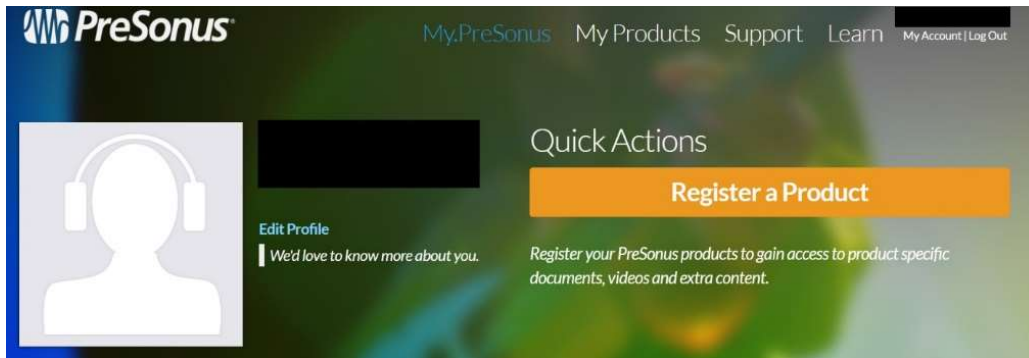 PreSonus
My.PreSonus My Products Support Learn My Account | Log Out
Quick Actions
Register a Product
Edit Profile
We'd love to know more about you.
Register your PreSonus products to gain access to product specific
documents, videos and extra content.